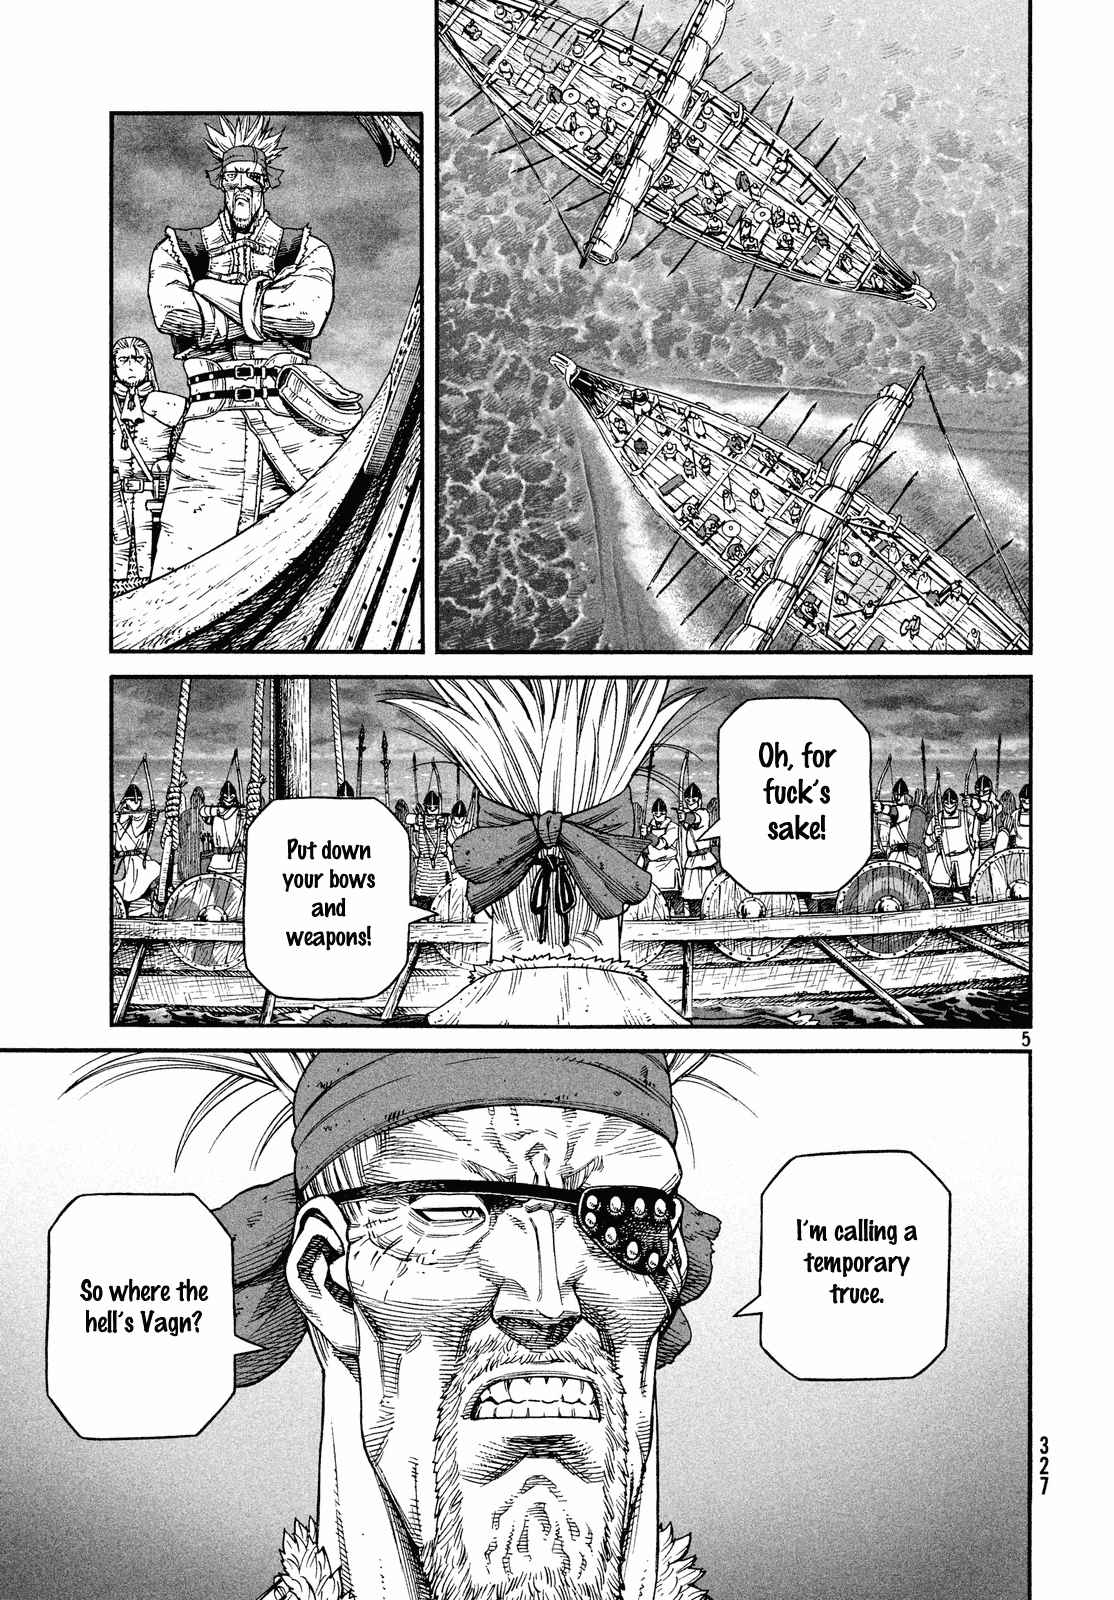 Oh, for
fuck's
sake!
Put down
your bows
and
weapons!
5
I'm calling a
temporary
truce.
So where the
hell's Vagn?
327